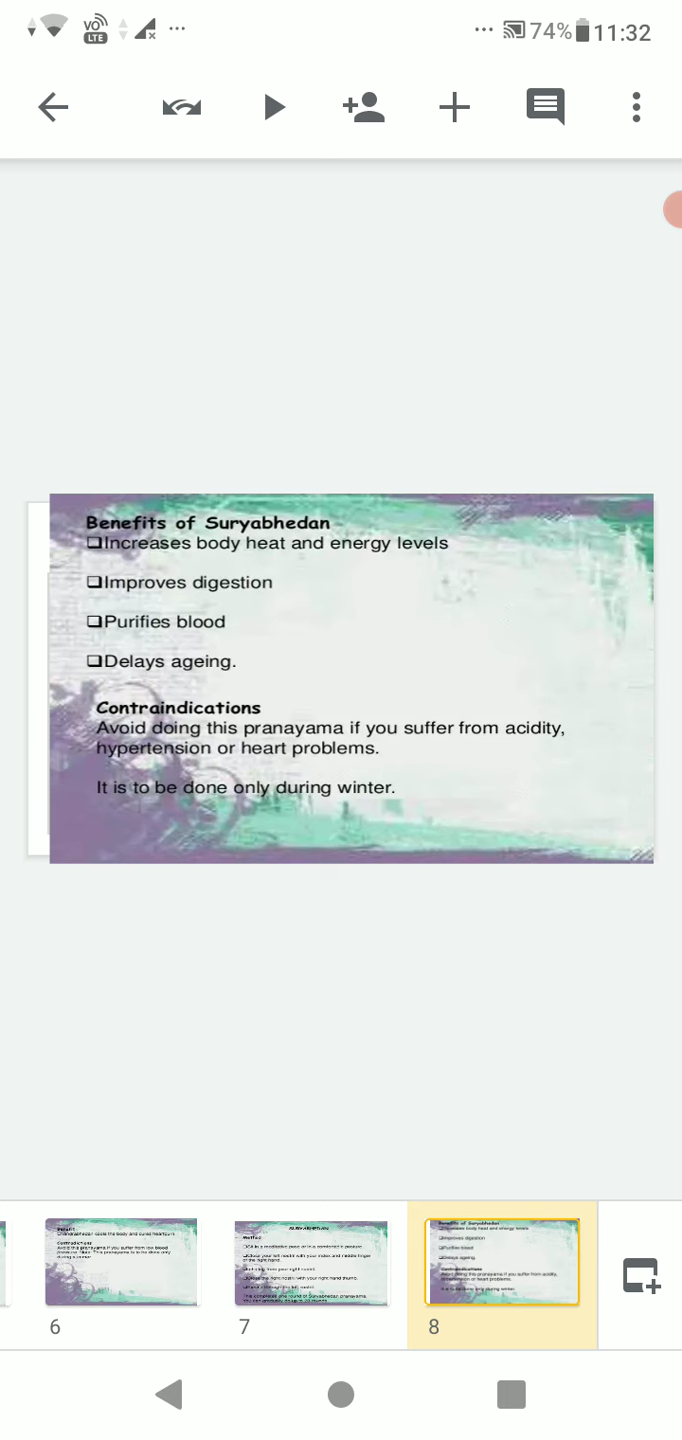 VO
LTE
74% 11:32
Benefits of Suryabhedan
❑Increases body heat and energy levels
❑Improves digestion
❑Purifies blood
❑Delays ageing.
Contraindications
Avoid doing this pranayama if you suffer from acidity,
hypertension or heart problems.
It is to be done only during winter.
6
7
8